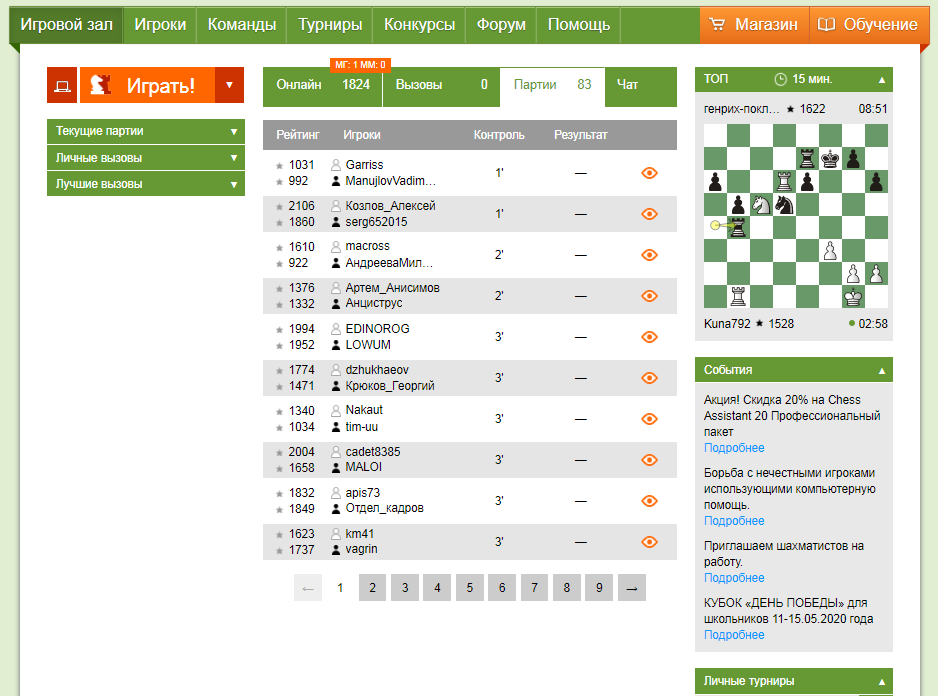 Игровой зал Игроки Команды Турниры Конкурсы Форум Помощь Магазин Обучение
Играть!
Текущие партии
Личные вызовы
Лучшие вызовы
МГ: 1 ММ: 0
Онлайн 1824 Вызовы 0 Партии 83 Чат
Рейтинг Игроки Контроль Результат
1031 Garriss
992 ManujlovVadim…
1' —
2106 Козлов_Алексей
1860 serg652015
1' —
1610 macross
922 АндрееваМил…
2' —
1376 Артем_Анисимов
1332 Анциструс
2' —
1994 EDINOROG
1952 LOWUM
3' —
1774 dzhukhaeov
1471 Крюков_Георгий
3' —
1340 Nakaut
1034 tim-uu
3' —
2004 cadet8385
1658 MALOI
3' —
1832 apis73
1849 Отдел_кадров
3' —
1623 km41
1737 vagrin
3' —
← 1 2 3 4 5 6 7 8 9 →
ТОП 15 мин.
генрих-покл… ★ 1622 08:51
Kuna792 ★ 1528 02:58
События
Акция! Скидка 20% на Chess
Assistant 20 Профессиональный
пакет
Подробнее
Борьба с нечестными игроками
использующими компьютерную
помощь.
Подробнее
Приглашаем шахматистов на
работу.
Подробнее
КУБОК «ДЕНЬ ПОБЕДЫ» для
школьников 11-15.05.2020 года
Подробнее
Личные турниры